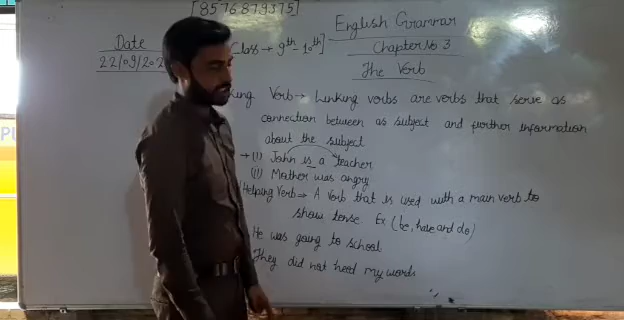 [8576879375]
English Grammar
Date
Class → 9th - 10th]
Chapter No 3
22/09/202
The Verb
king Verb → Linking verbs are verbs that serve as
connection between as subject and further information
about the subject
→ (i) John is a teacher
(ii) Mother was angry
Helping Verb → A verb that is used with a main verb to
show tense. Ex (be, have and do)
He was going to school
They did not heed my words